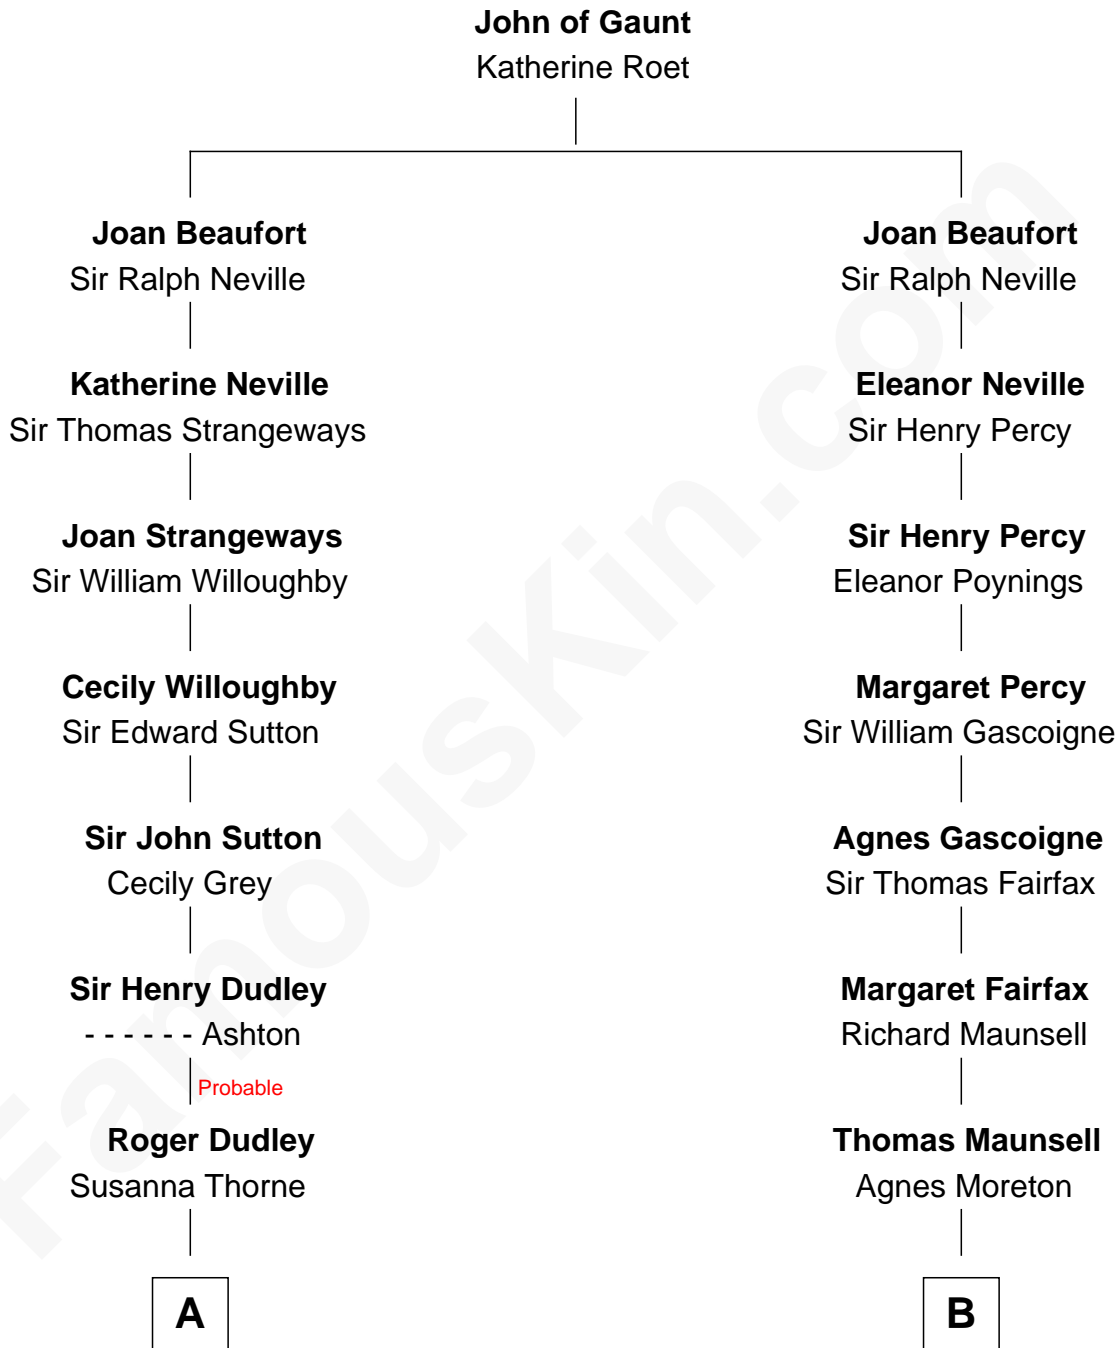 John of Gaunt
Katherine Roet
Joan Beaufort
Sir Ralph Neville
Katherine Neville
Sir Thomas Strangeways
Joan Strangeways
Sir William Willoughby
Cecily Willoughby
Sir Edward Sutton
Sir John Sutton
Cecily Grey
Sir Henry Dudley
- - - - - - Ashton
Probable
Roger Dudley
Susanna Thorne
A
Joan Beaufort
Sir Ralph Neville
Eleanor Neville
Sir Henry Percy
Sir Henry Percy
Eleanor Poynings
Margaret Percy
Sir William Gascoigne
Agnes Gascoigne
Sir Thomas Fairfax
Margaret Fairfax
Richard Maunsell
Thomas Maunsell
Agnes Moreton
B
FamousKin.com